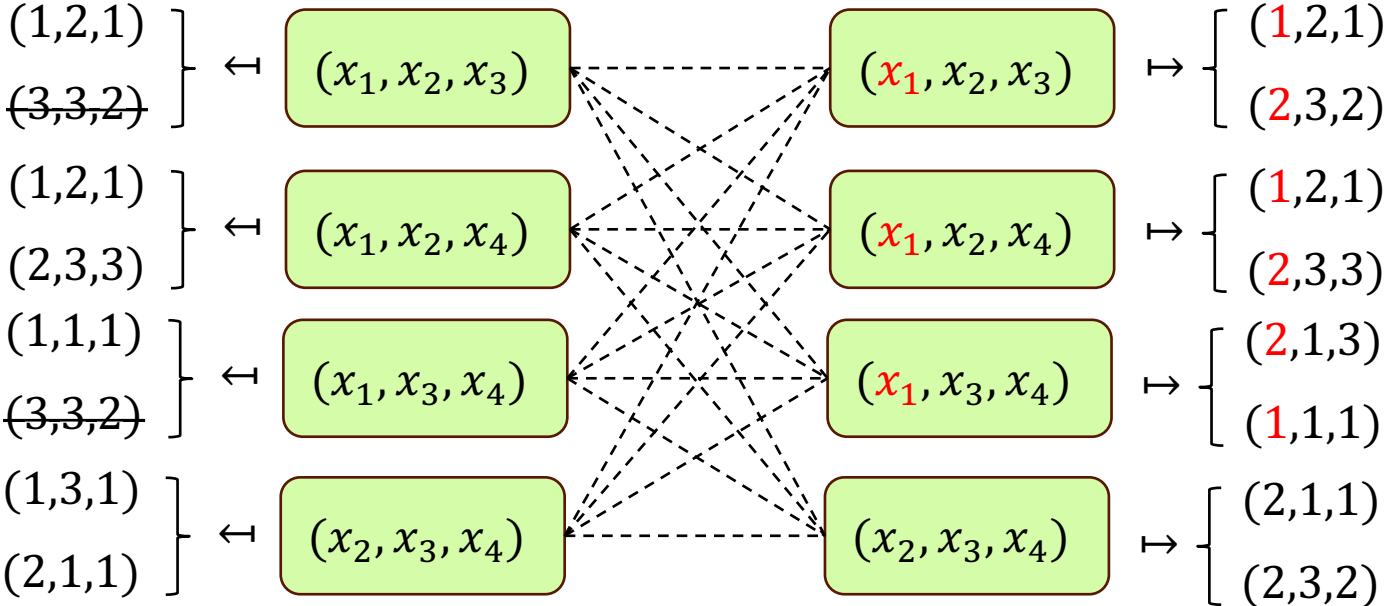 (1,2,1) ↤ (x₁, x₂, x₃) (x₁, x₂, x₃) ↦ (1,2,1)
(3,3,2) (2,3,2)
(1,2,1) ↤ (x₁, x₂, x₄) (x₁, x₂, x₄) ↦ (1,2,1)
(2,3,3) (2,3,3)
(1,1,1) ↤ (x₁, x₃, x₄) (x₁, x₃, x₄) ↦ (2,1,3)
(3,3,2) (1,1,1)
(1,3,1) ↤ (x₂, x₃, x₄) (x₂, x₃, x₄) ↦ (2,1,1)
(2,1,1) (2,3,2)